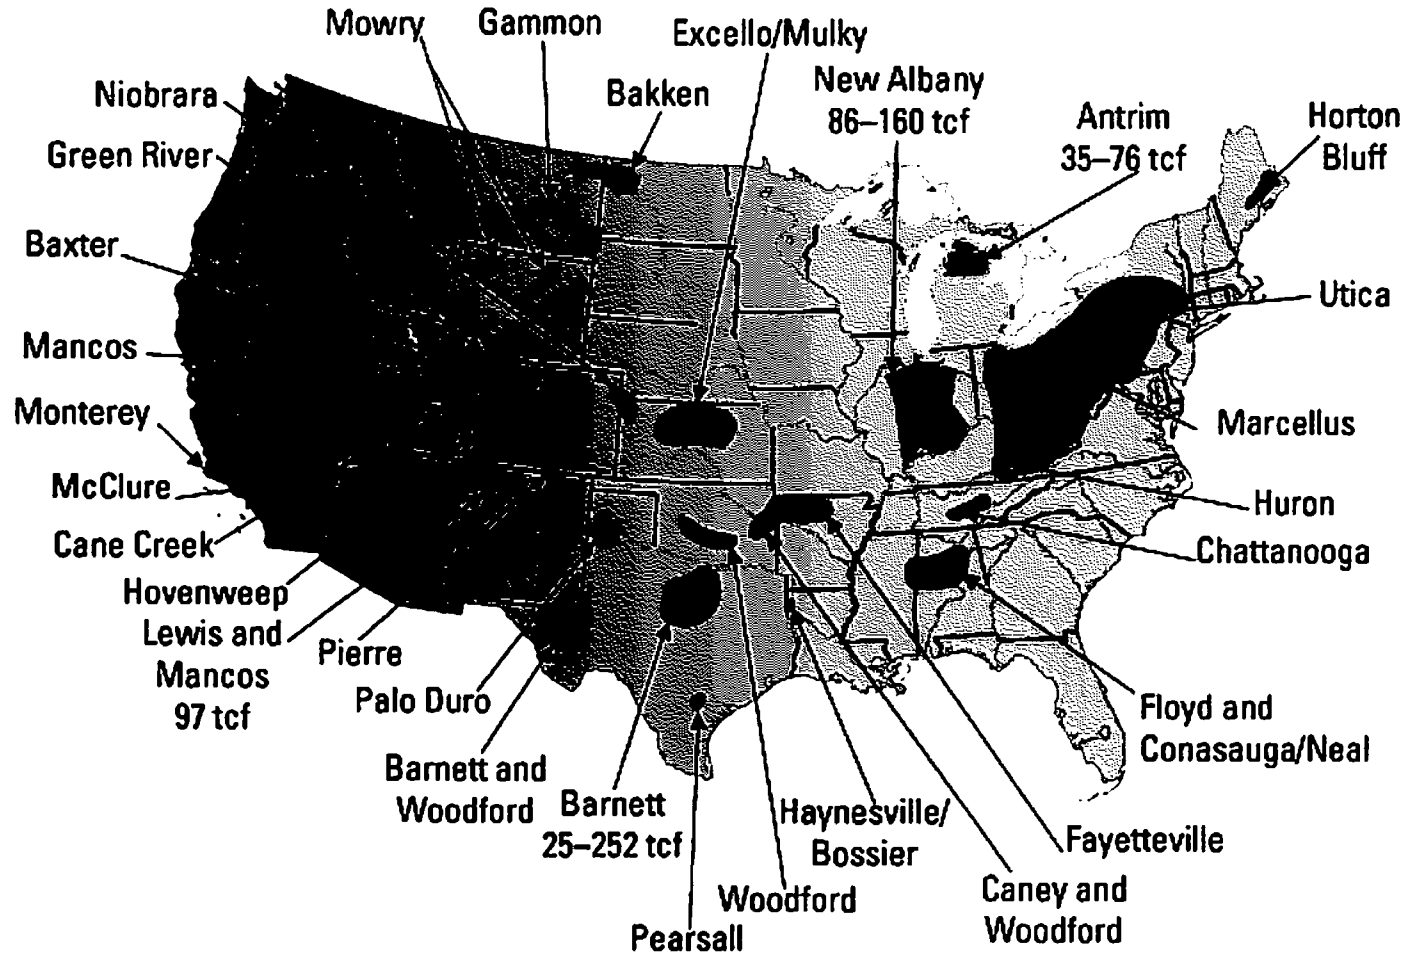 Mowry
Gammon
Excello/Mulky
New Albany
86–160 tcf
Bakken
Antrim
35–76 tcf
Horton
Bluff
Niobrara
Green River
Baxter
Utica
Mancos
Monterey
Marcellus
McClure
Huron
Cane Creek
Chattanooga
Hovenweep
Lewis and
Mancos
97 tcf
Pierre
Palo Duro
Floyd and
Conasauga/Neal
Barnett and
Woodford
Barnett
25–252 tcf
Haynesville/
Bossier
Fayetteville
Woodford
Caney and
Woodford
Pearsall